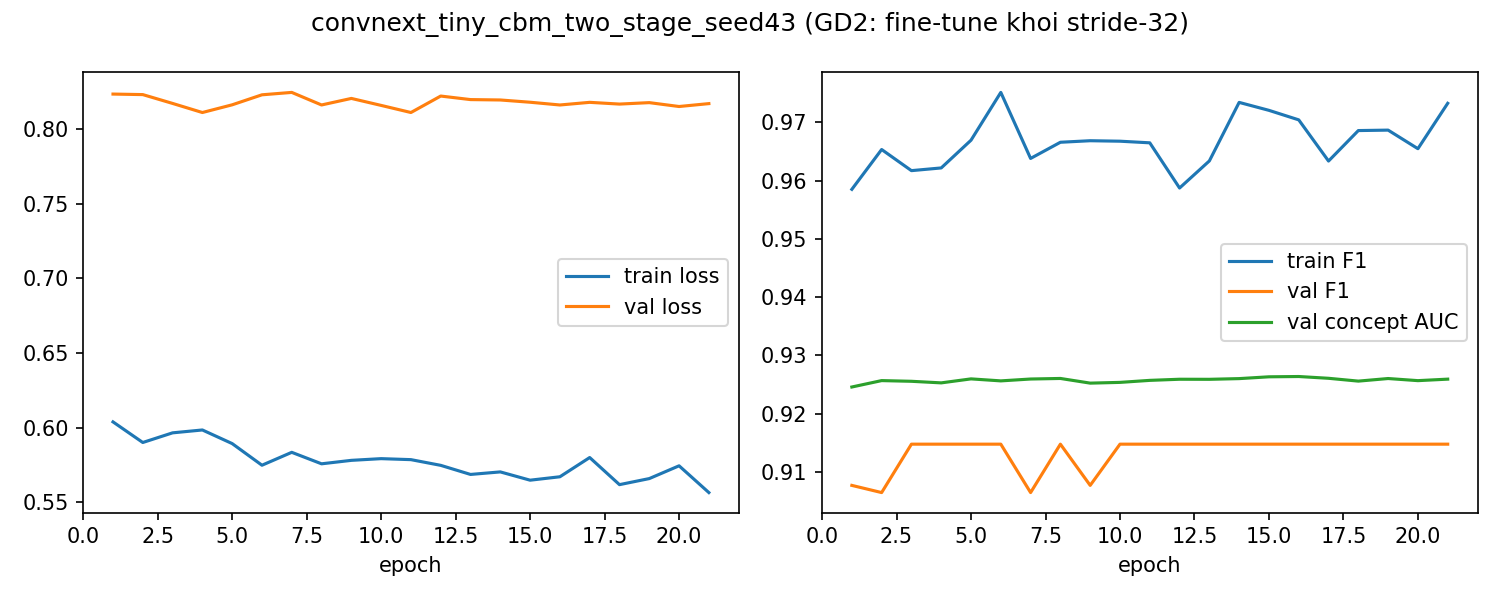 convnext_tiny_cbm_two_stage_seed43 (GD2: fine-tune khoi stride-32)
0.80
0.75
0.70
0.65
0.60
0.55
train loss
val loss
0.0 2.5 5.0 7.5 10.0 12.5 15.0 17.5 20.0
epoch
0.97
0.96
0.95
0.94
0.93
0.92
0.91
train F1
val F1
val concept AUC
0.0 2.5 5.0 7.5 10.0 12.5 15.0 17.5 20.0
epoch